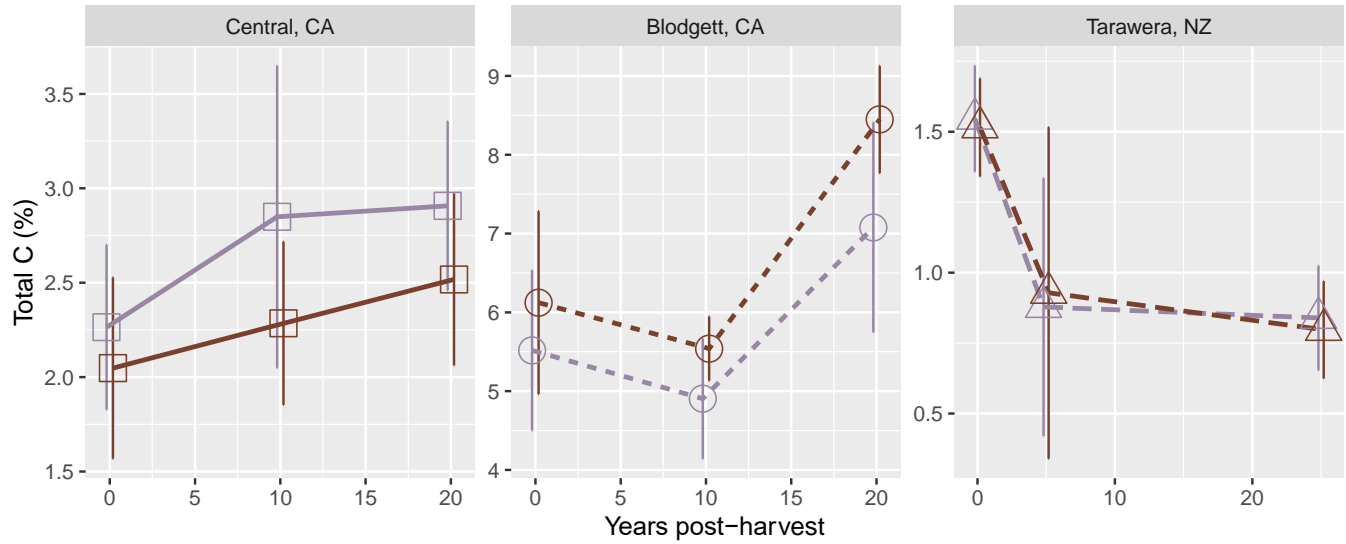 Central, CA
Blodgett, CA
Tarawera, NZ
Total C (%)
3.5
3.0
2.5
2.0
1.5
9
8
7
6
5
4
1.5
1.0
0.5
0 5 10 15 20
0 5 10 15 20
0 10 20
Years post−harvest